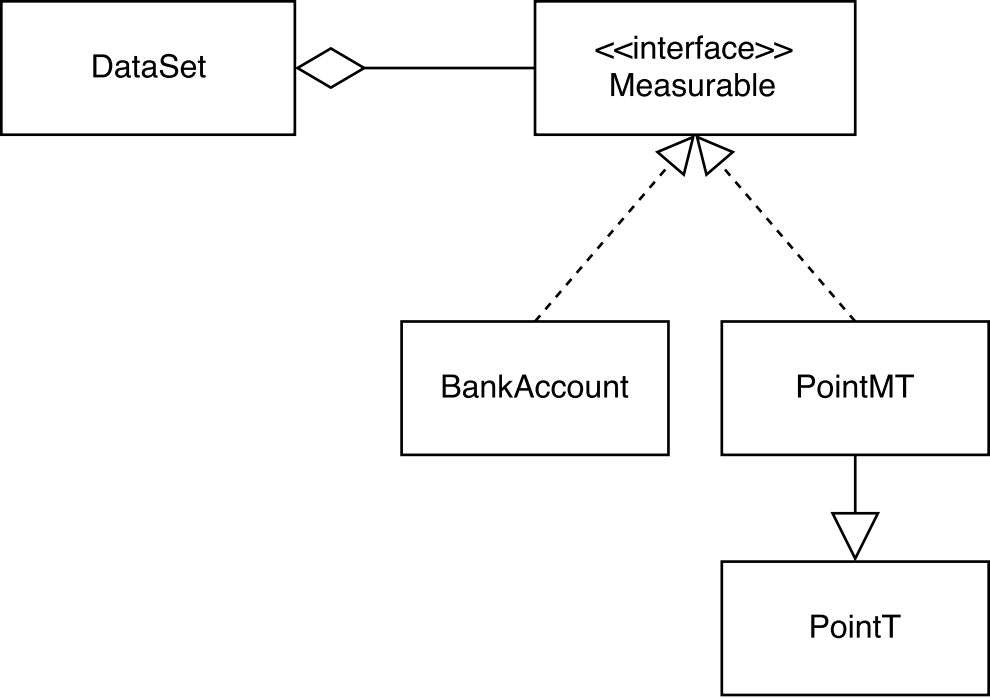 DataSet
<<interface>>
Measurable
BankAccount
PointMT
PointT